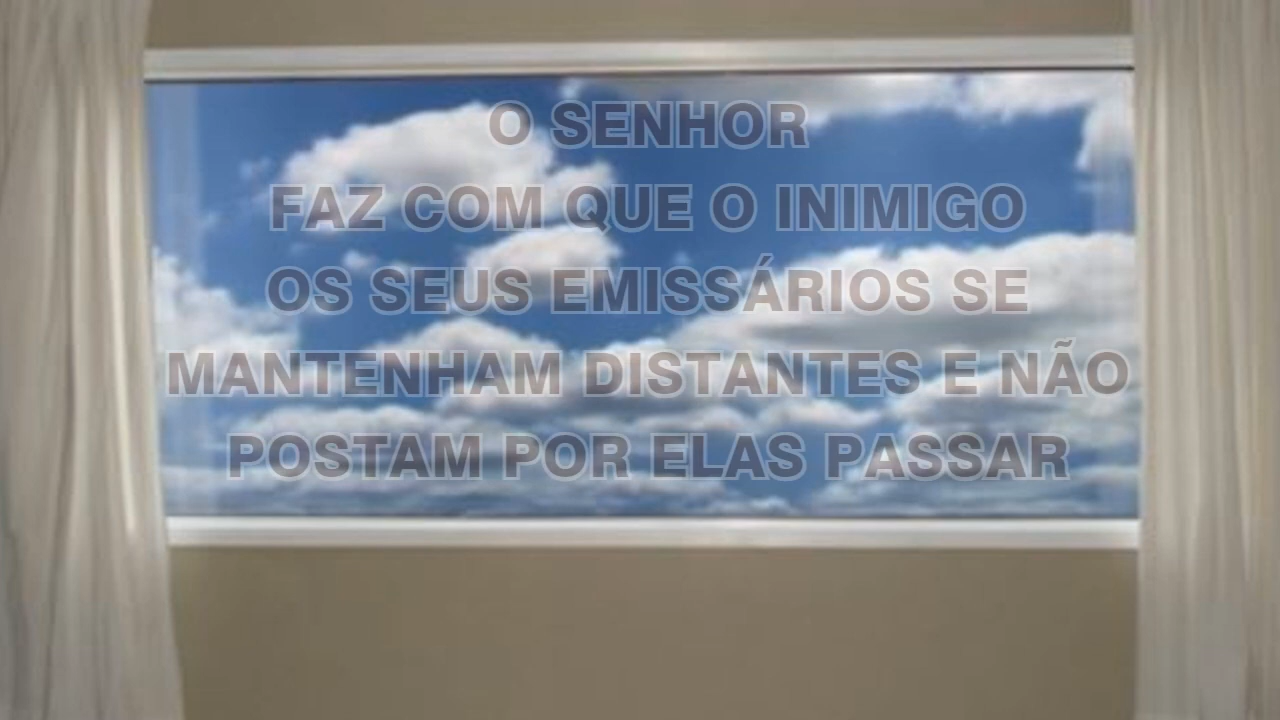 O SENHOR
FAZ COM QUE O INIMIGO
OS SEUS EMISSÁRIOS SE
MANTENHAM DISTANTES E NÃO
POSTAM POR ELAS PASSAR